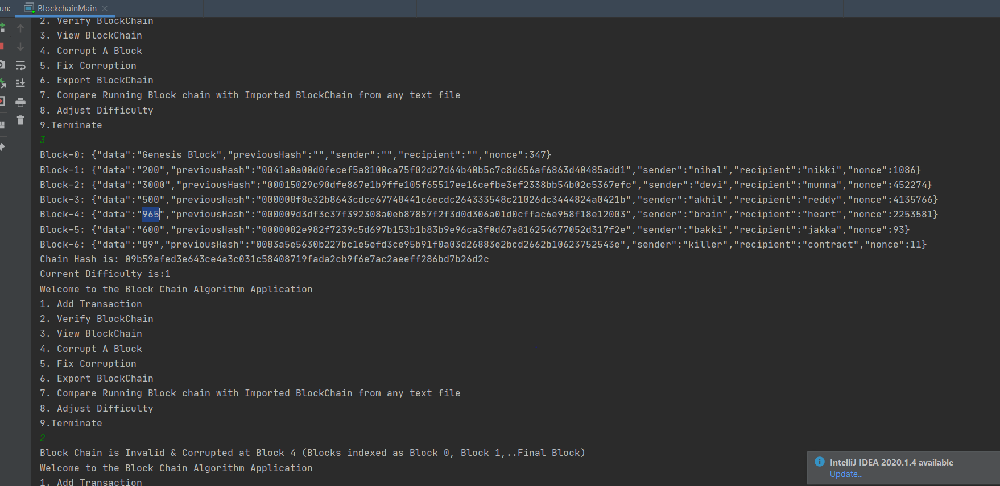 un: BlockchainMain
2. Verify BlockChain
3. View BlockChain
4. Corrupt A Block
5. Fix Corruption
6. Export BlockChain
7. Compare Running Block chain with Imported BlockChain from any text file
8. Adjust Difficulty
9.Terminate
3
Block-0: {"data":"Genesis Block","previousHash":"","sender":"","recipient":"","nonce":347}
Block-1: {"data":"200","previousHash":"0041a0a00d0fecef5a8100ca75f02d27d64b40b5c7c8d656af6863d40485add1","sender":"nihal","recipient":"nikki","nonce":1086}
Block-2: {"data":"3000","previousHash":"00015029c90dfe867e1b9ffe105f65517ee16cefbe3ef2338bb54b02c5367efc","sender":"devi","recipient":"munna","nonce":452274}
Block-3: {"data":"500","previousHash":"000008f8e32b8643cdce67748441c6ecdc264333548c21026dc3444824a0421b","sender":"akhil","recipient":"reddy","nonce":4135766}
Block-4: {"data":"965","previousHash":"000009d3df3c37f392308a0eb87857f2f3d0d306a01d0cffac6e958f18e12003","sender":"brain","recipient":"heart","nonce":2253581}
Block-5: {"data":"600","previousHash":"0000082e982f7239c5d697b153b1b83b9e96ca3f0d67a816254677052d317f2e","sender":"bakki","recipient":"jakka","nonce":93}
Block-6: {"data":"89","previousHash":"0083a5e5630b227bc1e5efd3ce95b91f0a03d26883e2bcd2662b10623752543e","sender":"killer","recipient":"contract","nonce":11}
Chain Hash is: 09b59afed3e643ce4a3c031c58408719fada2cb9f6e7ac2aeeff286bd7b26d2c
Current Difficulty is:1
Welcome to the Block Chain Algorithm Application
1. Add Transaction
2. Verify BlockChain
3. View BlockChain
4. Corrupt A Block
5. Fix Corruption
6. Export BlockChain
7. Compare Running Block chain with Imported BlockChain from any text file
8. Adjust Difficulty
9.Terminate
2
Block Chain is Invalid & Corrupted at Block 4 (Blocks indexed as Block 0, Block 1,..Final Block)
Welcome to the Block Chain Algorithm Application
1. Add Transaction
IntelliJ IDEA 2020.1.4 available
Update...